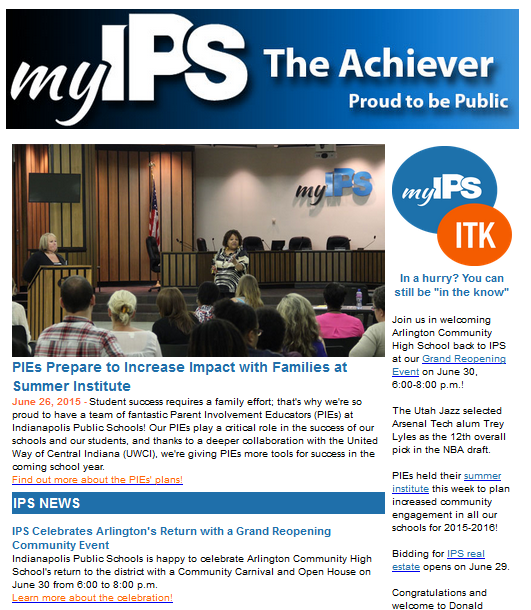 myIPS The Achiever
Proud to be Public
myIPS
PIEs Prepare to Increase Impact with Families at
Summer Institute
June 26, 2015 - Student success requires a family effort; that's why we're so
proud to have a team of fantastic Parent Involvement Educators (PIEs) at
Indianapolis Public Schools! Our PIEs play a critical role in the success of our
schools and our students, and thanks to a deeper collaboration with the United
Way of Central Indiana (UWCI), we're giving PIEs more tools for success in the
coming school year.
Find out more about the PIEs' plans!
IPS NEWS
IPS Celebrates Arlington's Return with a Grand Reopening
Community Event
Indianapolis Public Schools is happy to celebrate Arlington Community High
School's return to the district with a Community Carnival and Open House on
June 30 from 6:00 to 8:00 p.m.
Learn more about the celebration!
myIPS
ITK
In a hurry? You can
still be "in the know"
Join us in welcoming
Arlington Community
High School back to IPS
at our Grand Reopening
Event on June 30,
6:00-8:00 p.m.!
The Utah Jazz selected
Arsenal Tech alum Trey
Lyles as the 12th overall
pick in the NBA draft.
PIEs held their summer
institute this week to plan
increased community
engagement in all our
schools for 2015-2016!
Bidding for IPS real
estate opens on June 29.
Congratulations and
welcome to Donald